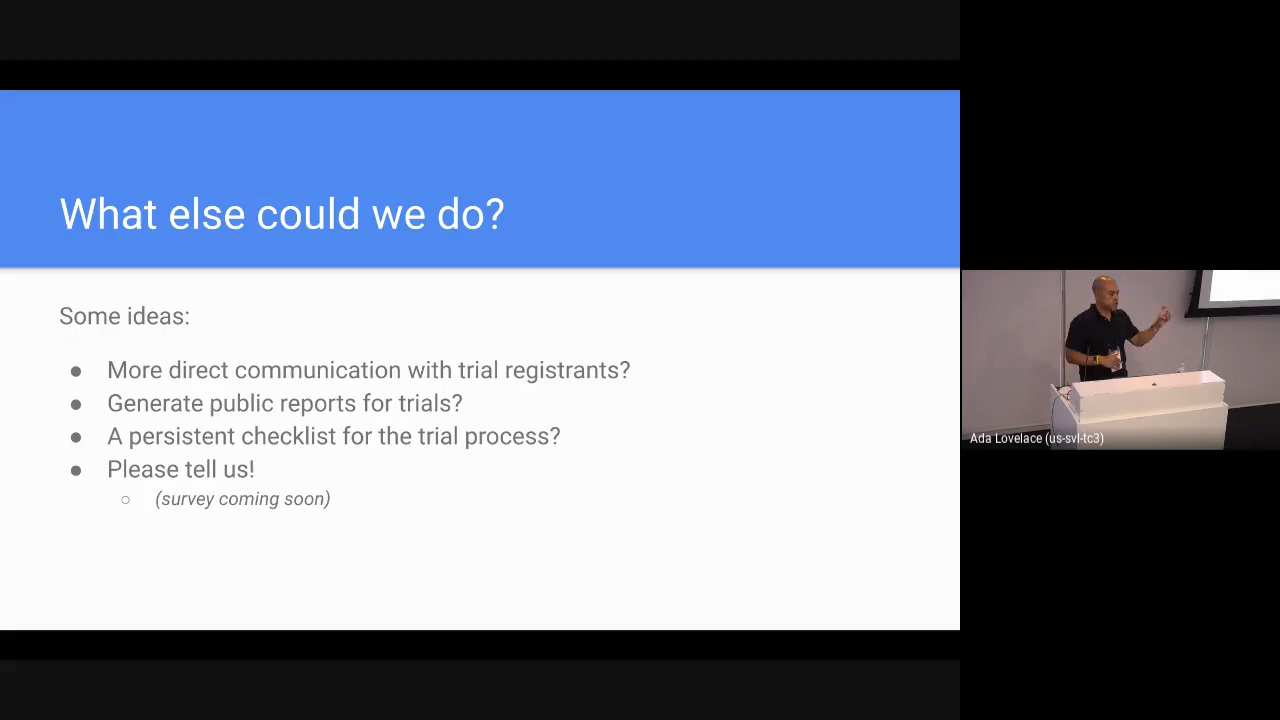 What else could we do?
Some ideas:
● More direct communication with trial registrants?
● Generate public reports for trials?
● A persistent checklist for the trial process?
● Please tell us!
○ (survey coming soon)
Ada Lovelace (us-svl-tc3)